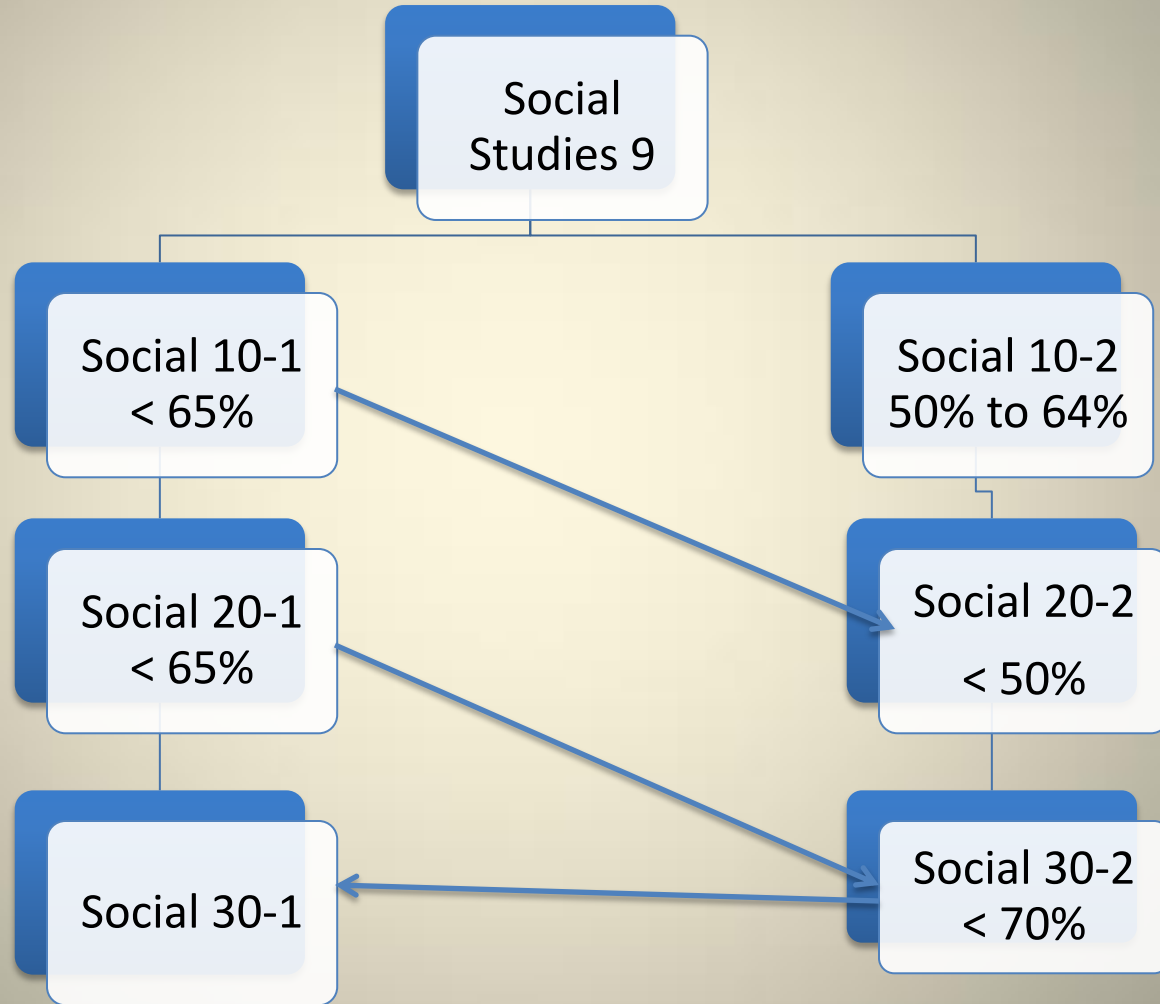 Social
Studies 9
Social 10-1
< 65%
Social 10-2
50% to 64%
Social 20-1
< 65%
Social 20-2
< 50%
Social 30-1
Social 30-2
< 70%